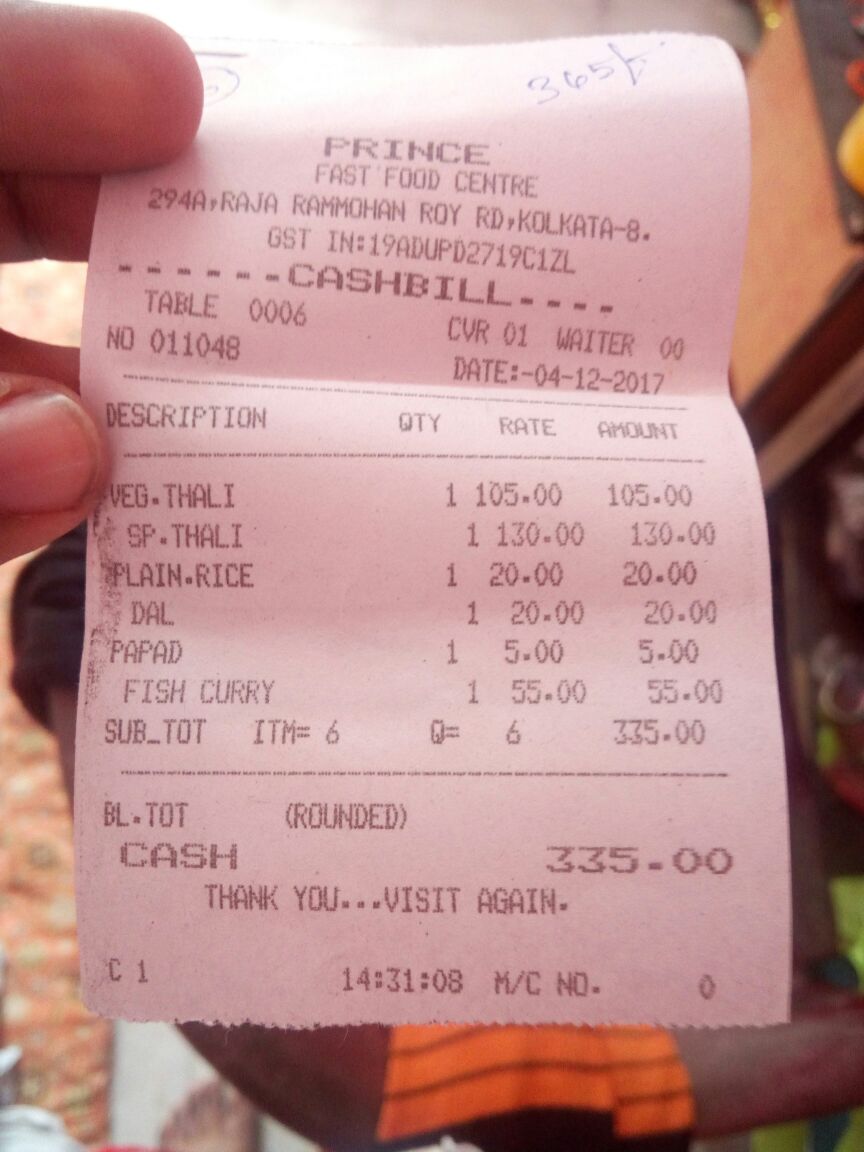 365/-
PRINCE
FAST FOOD CENTRE
294A,RAJA RAMMOHAN ROY RD,KOLKATA-8.
GST IN:19ADUPD2719C1ZL
------CASHBILL----
TABLE 0006 CVR 01 WAITER 00
NO 011048 DATE:-04-12-2017
DESCRIPTION QTY RATE AMOUNT
VEG.THALI 1 105.00 105.00
SP.THALI 1 130.00 130.00
PLAIN.RICE 1 20.00 20.00
DAL 1 20.00 20.00
PAPAD 1 5.00 5.00
FISH CURRY 1 55.00 55.00
SUB_TOT ITM= 6 Q= 6 335.00
BL.TOT (ROUNDED)
CASH 335.00
THANK YOU...VISIT AGAIN.
C 1 14:31:08 M/C NO. 0